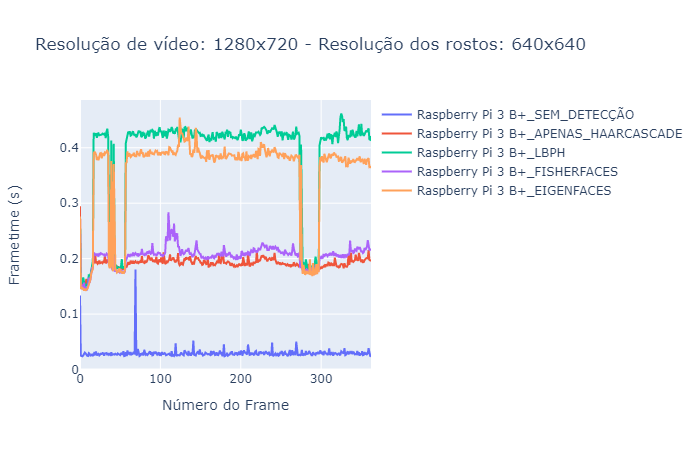 Resolução de vídeo: 1280x720 - Resolução dos rostos: 640x640
Raspberry Pi 3 B+_SEM_DETECÇÃO
Raspberry Pi 3 B+_APENAS_HAARCASCADE
Raspberry Pi 3 B+_LBPH
Raspberry Pi 3 B+_FISHERFACES
Raspberry Pi 3 B+_EIGENFACES
Frametime (s)
0.4
0.3
0.2
0.1
0
0 100 200 300
Número do Frame